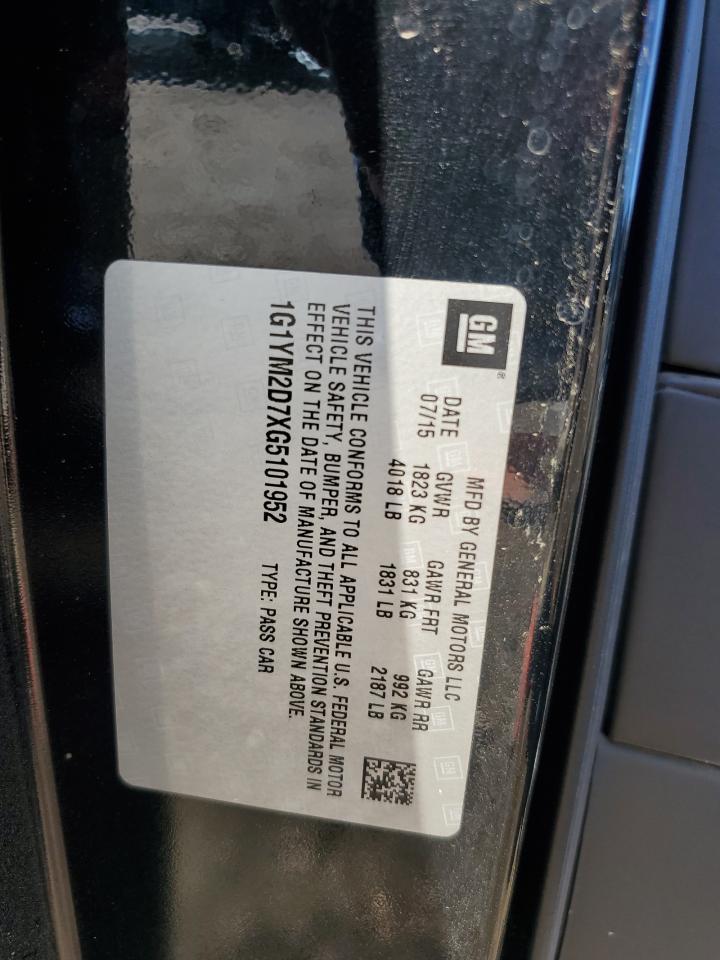 GM ®
MFD BY GENERAL MOTORS LLC
DATE GVWR GAWR FRT GAWR RR
07/15 1823 KG 831 KG 992 KG
4018 LB 1831 LB 2187 LB
THIS VEHICLE CONFORMS TO ALL APPLICABLE U.S. FEDERAL MOTOR
VEHICLE SAFETY, BUMPER, AND THEFT PREVENTION STANDARDS IN
EFFECT ON THE DATE OF MANUFACTURE SHOWN ABOVE.
1G1YM2D7XG5101952 TYPE: PASS CAR